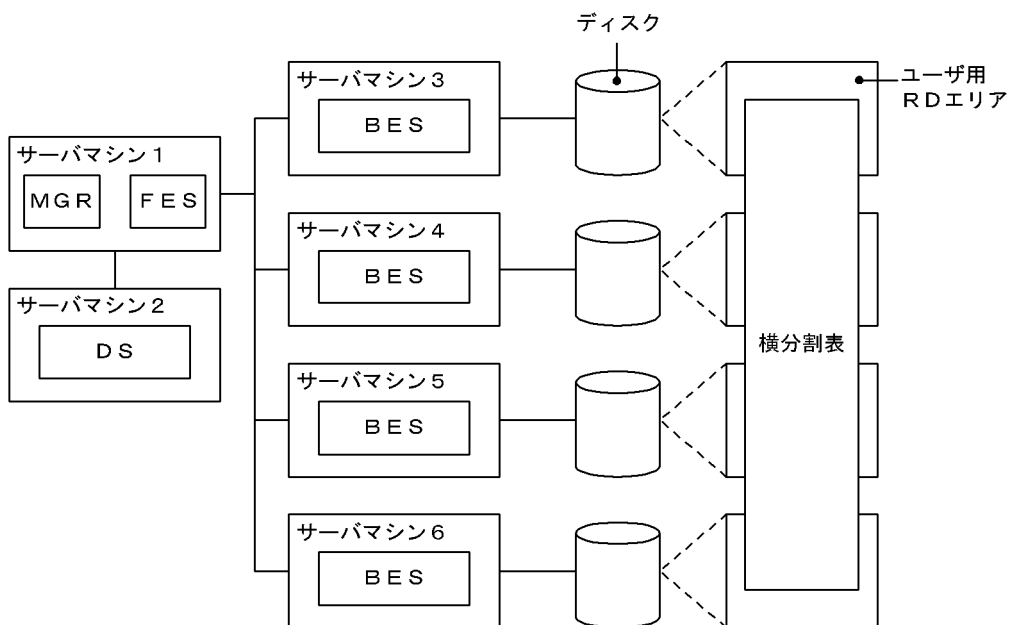 ディスク
サーバマシン３
ＢＥＳ
ユーザ用
ＲＤエリア
サーバマシン１
ＭＧＲ
ＦＥＳ
サーバマシン４
ＢＥＳ
サーバマシン２
ＤＳ
横分割表
サーバマシン５
ＢＥＳ
サーバマシン６
ＢＥＳ